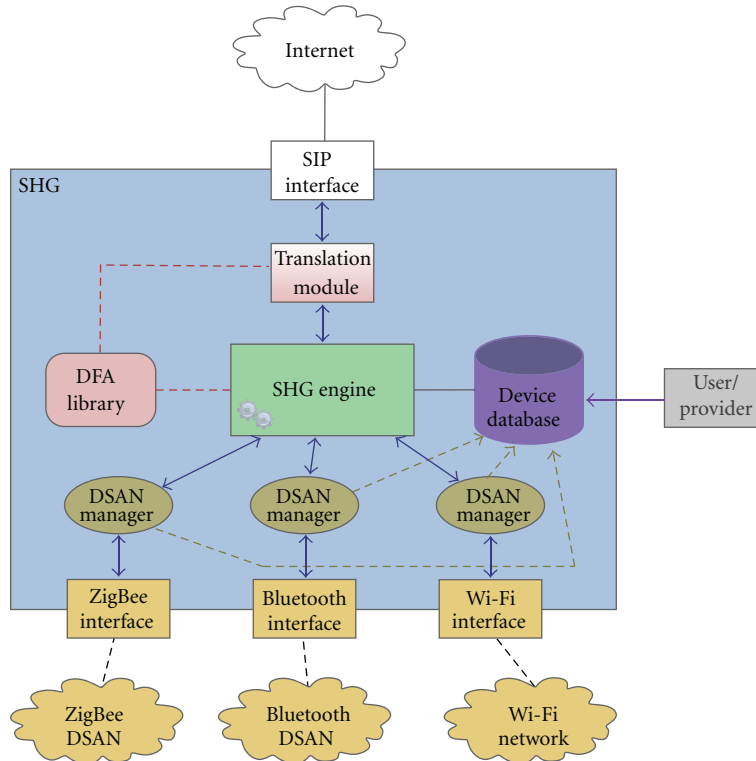 Internet
SIP
interface
SHG
Translation
module
DFA
library
SHG engine
Device
database
User/
provider
DSAN
manager
DSAN
manager
DSAN
manager
ZigBee
interface
Bluetooth
interface
Wi-Fi
interface
ZigBee
DSAN
Bluetooth
DSAN
Wi-Fi
network